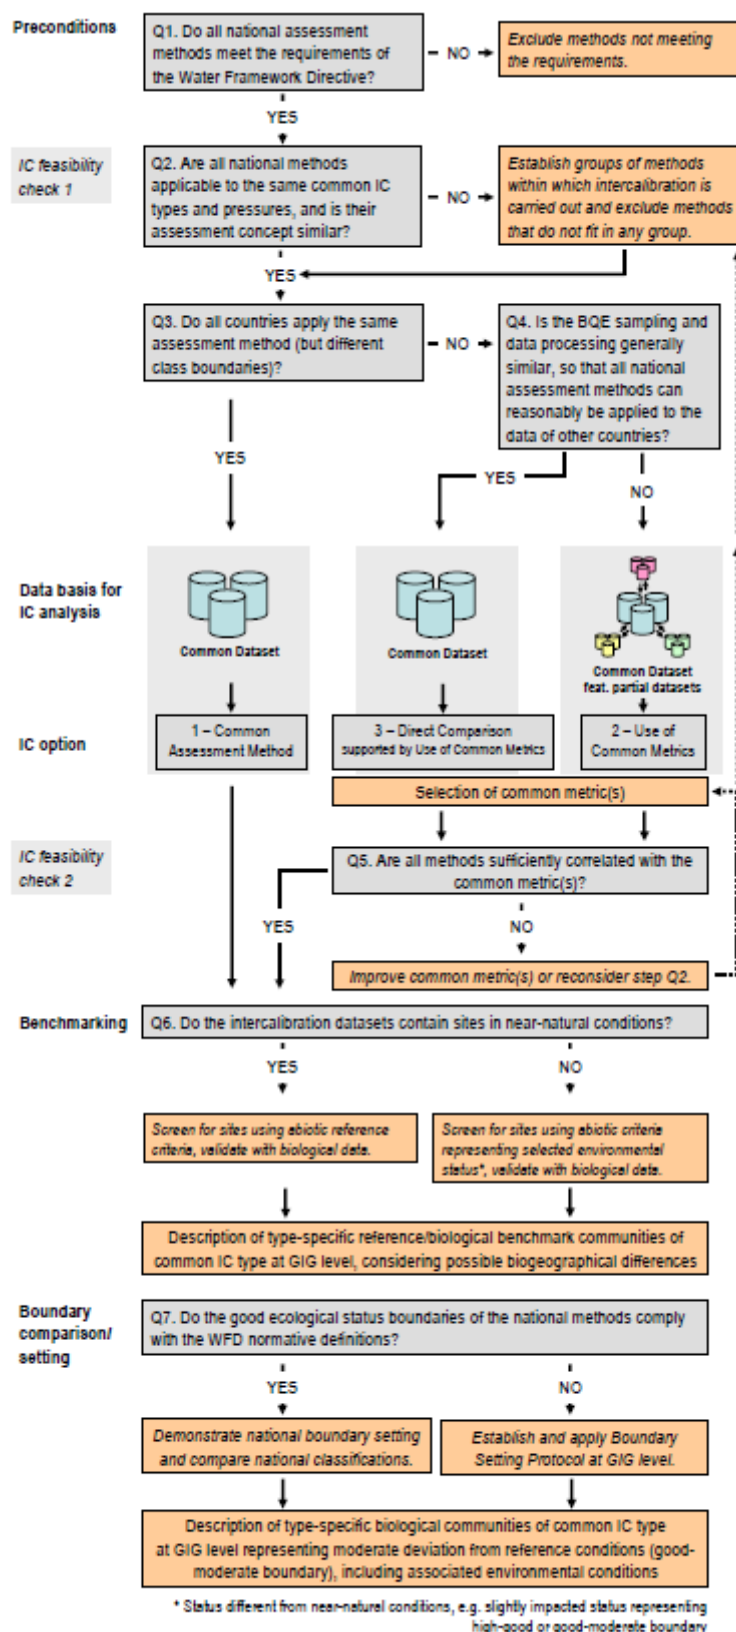 Preconditions
Q1. Do all national assessment
methods meet the requirements of
the Water Framework Directive?
NO
Exclude methods not meeting
the requirements.
YES
IC feasibility
check 1
Q2. Are all national methods
applicable to the same common IC
types and pressures, and is their
assessment concept similar?
NO
Establish groups of methods
within which intercalibration is
carried out and exclude methods
that do not fit in any group.
YES
Q3. Do all countries apply the same
assessment method (but different
class boundaries)?
NO
Q4. Is the BQE sampling and
data processing generally
similar, so that all national
assessment methods can
reasonably be applied to the
data of other countries?
YES
YES
NO
Data basis for
IC analysis
Common Dataset
Common Dataset
Common Dataset
feat. partial datasets
IC option
1 – Common
Assessment Method
3 – Direct Comparison
supported by Use of Common Metrics
2 – Use of
Common Metrics
Selection of common metric(s)
IC feasibility
check 2
Q5. Are all methods sufficiently correlated with the
common metric(s)?
YES
NO
Improve common metric(s) or reconsider step Q2.
Benchmarking
Q6. Do the intercalibration datasets contain sites in near-natural conditions?
YES
NO
Screen for sites using abiotic reference
criteria, validate with biological data.
Screen for sites using abiotic criteria
representing selected environmental
status*, validate with biological data.
Description of type-specific reference/biological benchmark communities of
common IC type at GIG level, considering possible biogeographical differences
Boundary
comparison/
setting
Q7. Do the good ecological status boundaries of the national methods comply
with the WFD normative definitions?
YES
NO
Demonstrate national boundary setting
and compare national classifications.
Establish and apply Boundary
Setting Protocol at GIG level.
Description of type-specific biological communities of common IC type
at GIG level representing moderate deviation from reference conditions (good-
moderate boundary), including associated environmental conditions
* Status different from near-natural conditions, e.g. slightly impacted status representing
high-good or good-moderate boundary